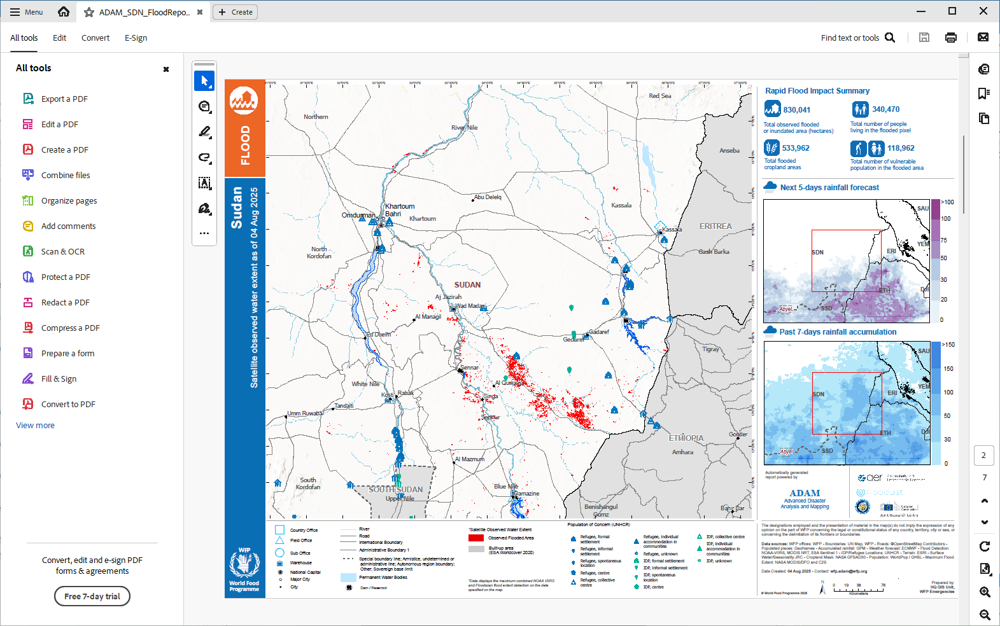 Menu
ADAM_SDN_FloodRepo...
Create
All tools
Edit
Convert
E-Sign
Find text or tools
All tools
Export a PDF
Edit a PDF
Create a PDF
Combine files
Organize pages
Add comments
Scan & OCR
Protect a PDF
Redact a PDF
Compress a PDF
Prepare a form
Fill & Sign
Convert to PDF
View more
Convert, edit and e-sign PDF
forms & agreements
Free 7-day trial
FLOOD
Sudan
Satellite observed water extent as of 04 Aug 2025
WFP
World Food
Programme
Northern
River Nile
Red Sea
Anseba
Abu Delelq
Kassala
Khartoum
Bahri
Omdurman
Khartoum
ERITREA
Kassala
North
Kordofan
Gash Barka
SUDAN
Aj Jazirah
Wad Madani
Al Managil
Ed Dueim
Gadaref
Gedaref
Tigray
Sennar
White Nile
Al Quwaysi
Kosti
Rabak
Singa
Tandalti
Umm Ruwaba
Sennar
ETHIOPIA
Gonder
Amhara
Al Mazmum
South
Kordofan
SOUTH SUDAN
Upper Nile
Blue Nile
Damazine
Benishangul
Gumz
Bahir Dar
Rapid Flood Impact Summary
830,041
340,470
Total observed flooded
or inundated area (hectares)
Total number of people
living in the flooded pixel
533,962
118,962
Total flooded
cropland areas
Total number of vulnerable
population in the flooded area
Next 5-days rainfall forecast
SAU
YEM
SDN
ERI
ETH
DJI
Abyei
SSD
>100
100
75
50
30
20
0
Past 7-days rainfall accumulation
SAU
YEM
SDN
ERI
ETH
DJI
Abyei
SSD
>150
150
100
50
30
0
Automatically generated
report powered by
ADAM
Advanced Disaster
Analysis and Mapping
aer
FloodList
European
Commission
Joint Research Centre
Country Office
Field Office
Sub Office
Warehouse
National Capital
Major City
City
River
Road
International Boundary
Administrative Boundary 1
Special boundary line; Armistice, undetermined or
administrative line; Autonomous region boundary;
Other; Sovereign base limit
Permanent Water Bodies
Dam / Reservoir
*Satellite Observed Water Extent
Observed Flooded Area
Built-up area
(ESA Worldcover 2020)
*Date displays the maximum combined NOAA VIIRS
and Floodscan flood extent detection on the date
specified on the map
Population of Concern (UNHCR)
Refugee, formal
settlement
Refugee, informal
settlement
Refugee, spontaneous
location
Refugee, centre
Refugee, collective
centre
Refugee, individual
accommodation in
communities
Refugee, unknown
IDP, formal settlement
IDP, informal settlement
IDP, spontaneous
location
IDP, centre
IDP, collective centre
IDP, individual
accommodation in
communities
IDP, unknown
The designations employed and the presentation of material in the map(s) do not imply the expression of any
opinion on the part of WFP concerning the legal or constitutional status of any country, territory, city or sea, or
concerning the delimitation of its frontiers or boundaries.
Data sources: WFP offices: WFP - Boundaries: UN Map, WFP - Roads: ©OpenStreetMap Contributors -
Populated places: GeoNames - Accumulated rainfall: GPM - Weather forecast: ECMWF - Flood Detection:
NOAA-VIIRS, MODIS NRT, ESA Sentinel 1 - IDP/Refugee Locations: UNHCR - Terrain: ESRI - Surface
Water/Seasonality:JRC - Cropland Mask: NASA GFSAD30 - Population: WorldPop / GHSL - Maximum Flood
Extent: NASA MODIS/DFO and C2S
Date Created: 04 Aug 2025 - Contact: wfp.adam@wfp.org
© World Food Programme 2025
N
0 19 38 76
Kilometers
Prepared by:
HQ GIS Unit,
WFP Emergencies
2
7